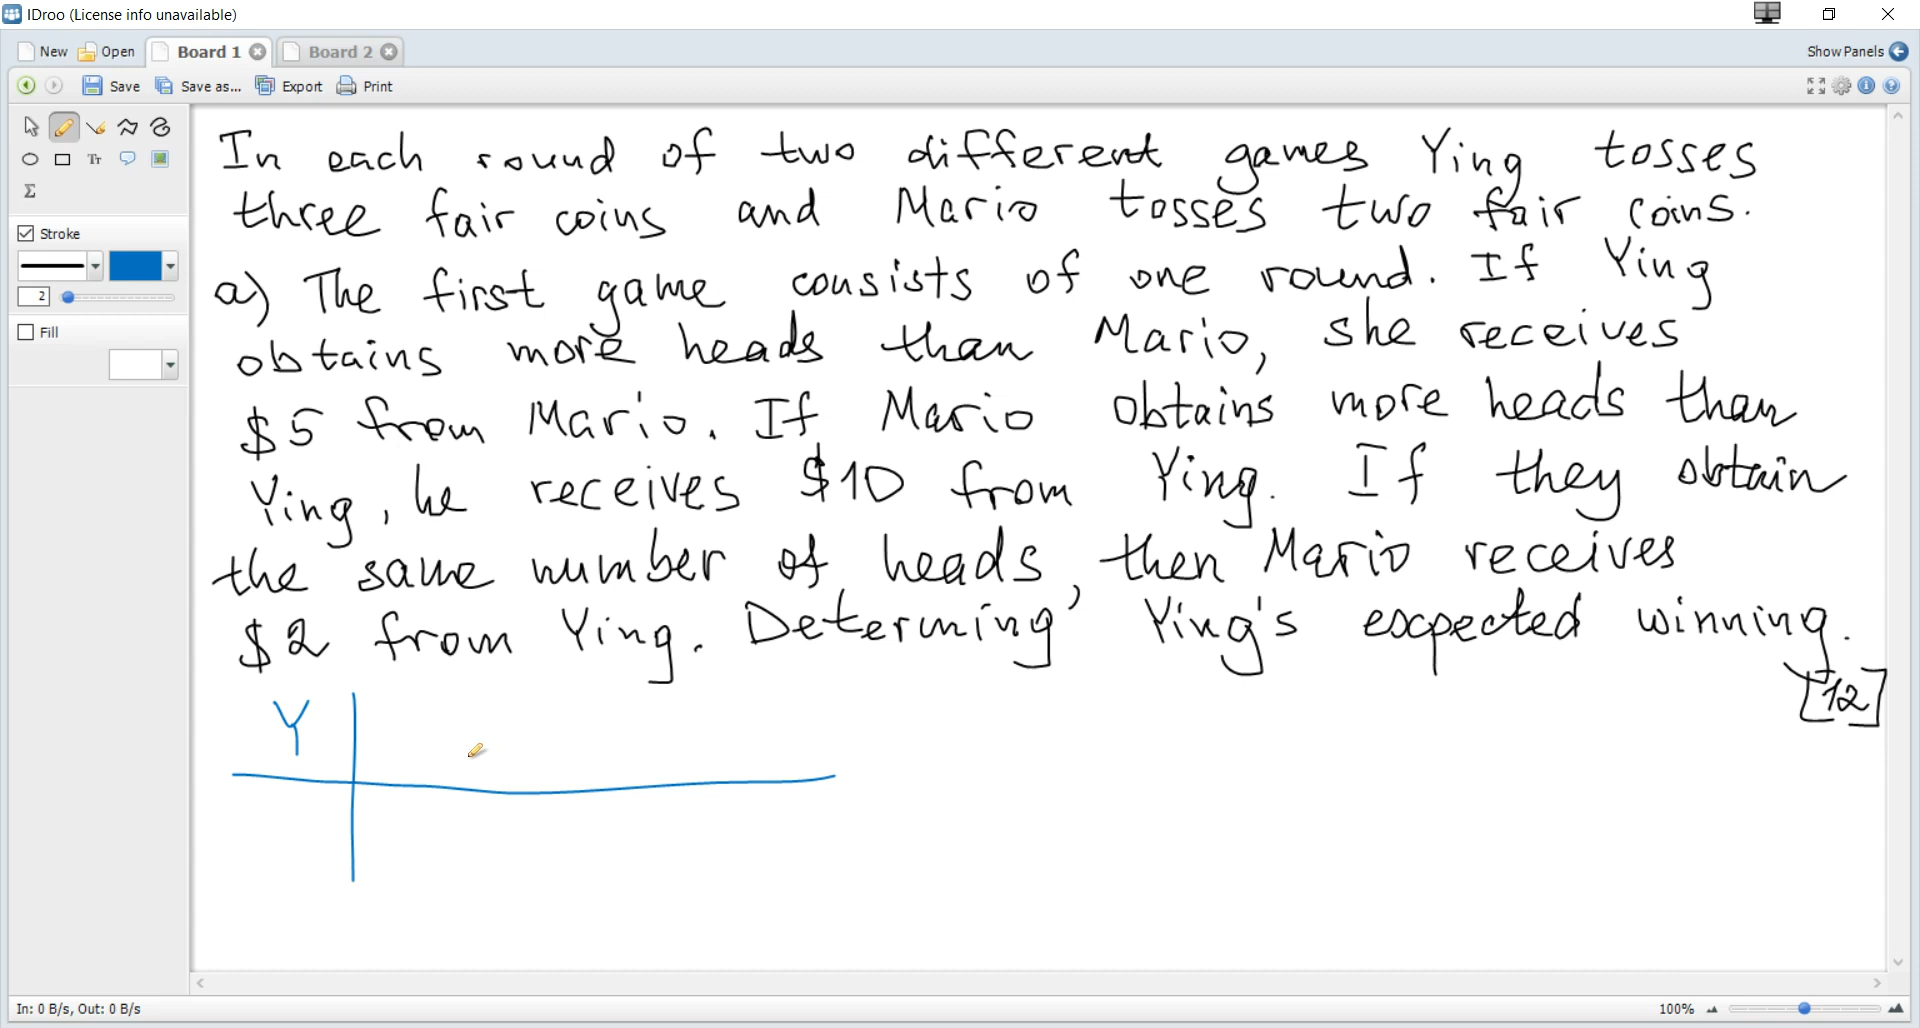 IDroo (License info unavailable)
New Open Board 1 Board 2 Show Panels
Save Save as... Export Print
In each round of two different games Ying tosses
three fair coins and Mario tosses two fair coins.
a) The first game consists of one round. If Ying
obtains more heads than Mario, she receives
$5 from Mario. If Mario obtains more heads than
Ying, he receives $10 from Ying. If they obtain
the same number of heads, then Mario receives
$2 from Ying. Determining Ying's expected winning.
[12]
Y
Tr
Σ
Stroke
2
Fill
In: 0 B/s, Out: 0 B/s 100%